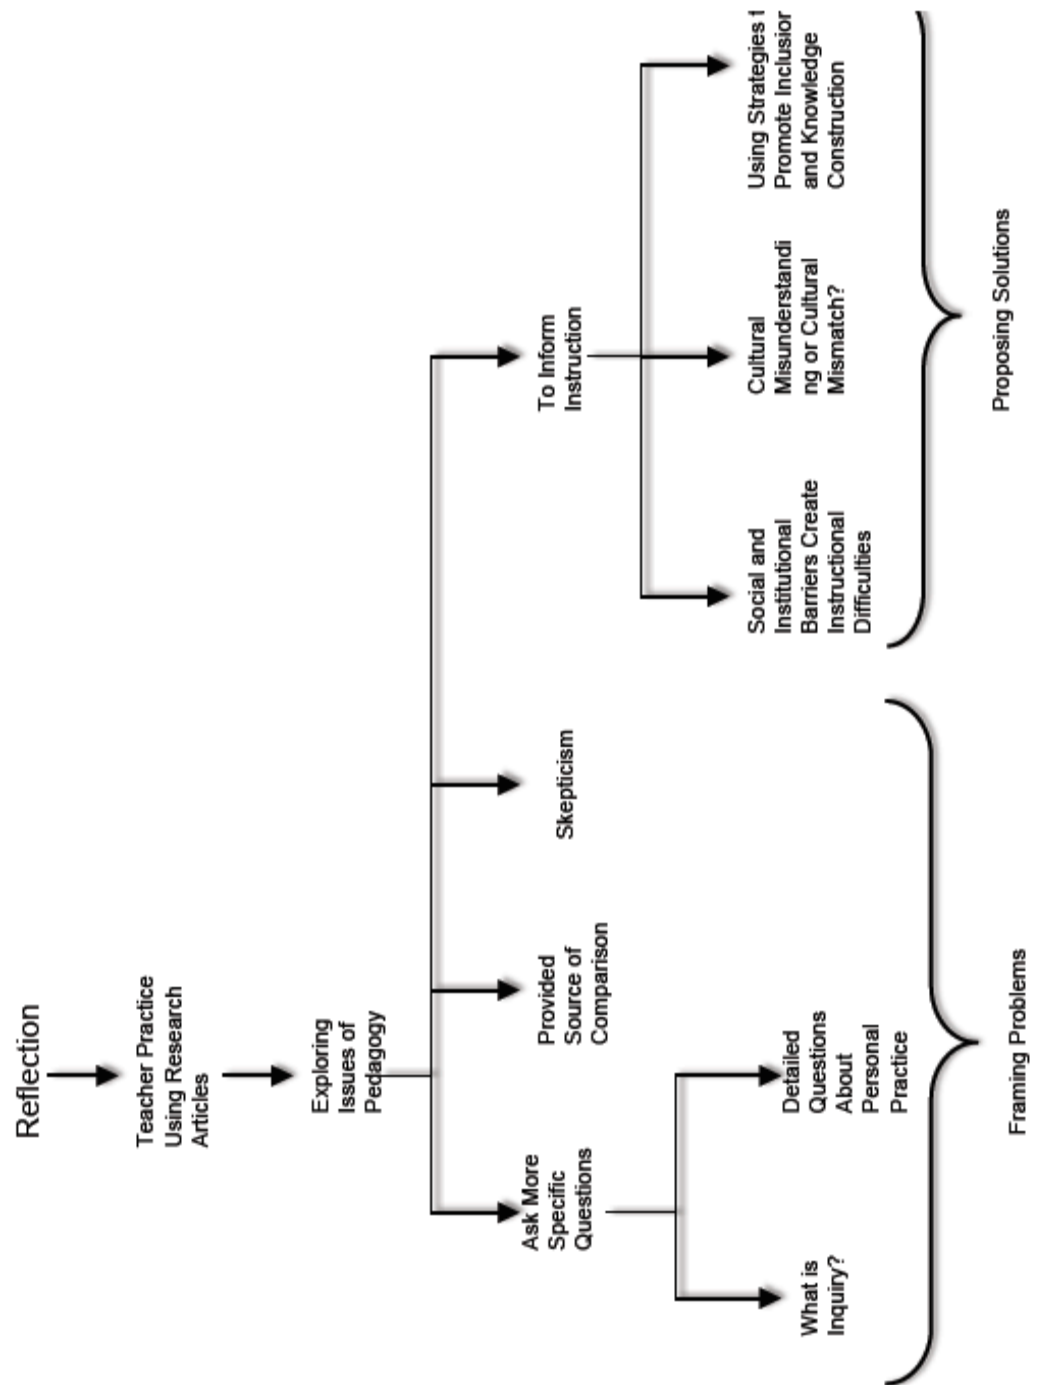 Reflection
Teacher Practice
Using Research
Articles
Exploring
Issues of
Pedagogy
Ask More
Specific
Questions
Provided
Source of
Comparison
Skepticism
To Inform
Instruction
What is
Inquiry?
Detailed
Questions
About
Personal
Practice
Social and
Institutional
Barriers Create
Instructional
Difficulties
Cultural
Misunderstandi
ng or Cultural
Mismatch?
Using Strategies
Promote
and Knowledge
Construction
Framing Problems
Proposing Solutions